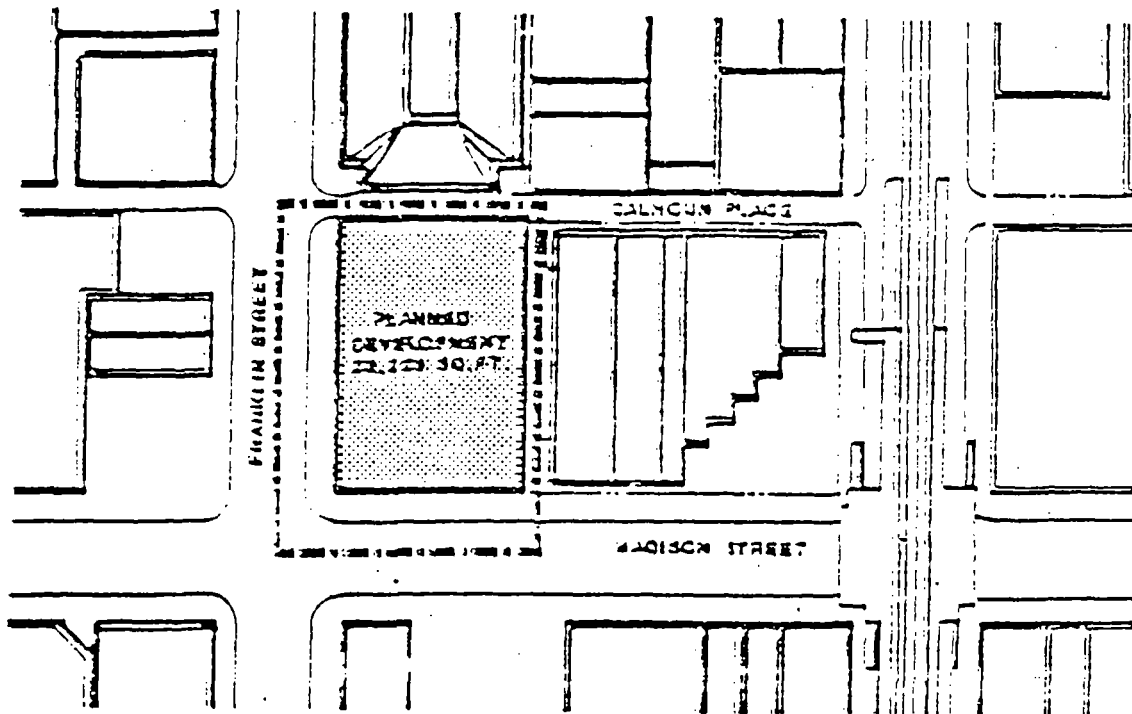 CALHOUN PLACE
FRANKLIN STREET
PLANNED
DEVELOPMENT
SQ. FT.
MADISON STREET